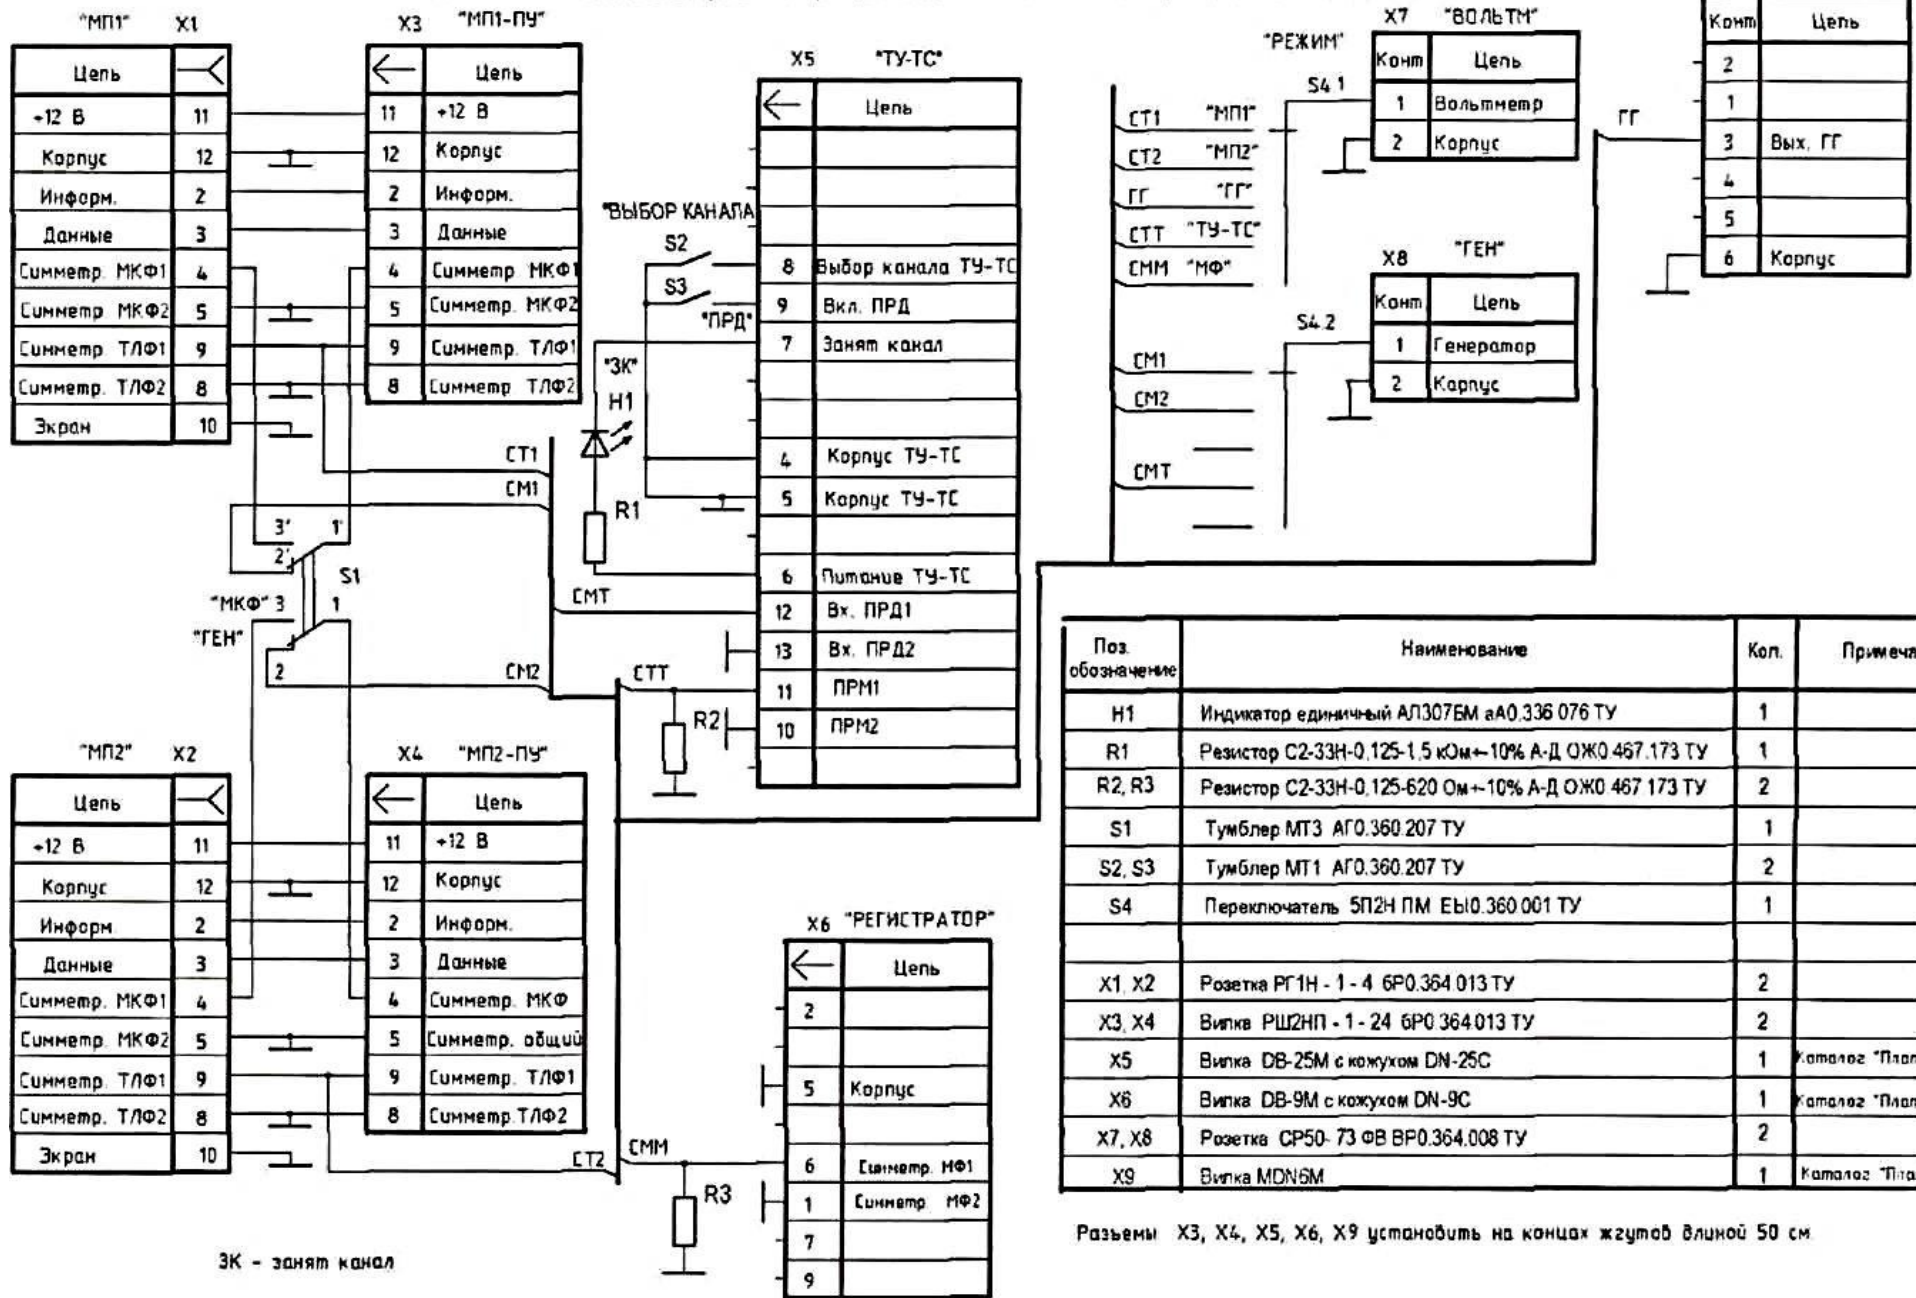 "МП1" X1
Цепь
+12 В 11
Корпус 12
Информ. 2
Данные 3
Симметр. МКФ1 4
Симметр. МКФ2 5
Симметр. ТЛФ1 9
Симметр. ТЛФ2 8
Экран 10
X3 "МП1-ПУ"
Цепь
11 +12 В
12 Корпус
2 Информ.
3 Данные
4 Симметр МКФ1
5 Симметр. МКФ2
9 Симметр. ТЛФ1
8 Симметр ТЛФ2
СТ1
СМ1
3' 1'
2'
S1
"МКФ" 3 1
"ГЕН"
2
СМ2
СМТ
"МП2" X2
Цепь
+12 В 11
Корпус 12
Информ 2
Данные 3
Симметр. МКФ1 4
Симметр. МКФ2 5
Симметр. ТЛФ1 9
Симметр. ТЛФ2 8
Экран 10
X4 "МП2-ПУ"
Цепь
11 +12 В
12 Корпус
2 Информ.
3 Данные
4 Симметр. МКФ
5 Симметр. общий
9 Симметр. ТЛФ1
8 Симметр.ТЛФ2
СТ2
ЗК - занят канал
X5 "ТУ-ТС"
Цепь
"ВЫБОР КАНАЛА
S2
S3
"ПРД"
"ЗК"
H1
R1
8 Выбор канала ТУ-ТС
9 Вкл. ПРД
7 Занят канал
4 Корпус ТУ-ТС
5 Корпус ТУ-ТС
6 Питание ТУ-ТС
12 Вх. ПРД1
13 Вх. ПРД2
11 ПРМ1
10 ПРМ2
СТТ
R2
X6 "РЕГИСТРАТОР"
Цепь
2
5 Корпус
6 Симметр. МФ1
1 Симметр МФ2
7
9
СММ
R3
"РЕЖИМ"
S4.1
СТ1 "МП1"
СТ2 "МП2"
ГГ "ГГ"
СТТ "ТУ-ТС"
СММ "МФ"
S4.2
СМ1
СМ2
СМТ
X7 "ВОЛЬТМ"
Конт Цепь
1 Вольтметр
2 Корпус
X8 "ГЕН"
Конт Цепь
1 Генератор
2 Корпус
ГГ
Конт Цепь
2
1
3 Вых. ГГ
4
5
6 Корпус
Поз. обозначение Наименование Кол. Примеча
H1 Индикатор единичный АЛ307БМ аА0.336 076 ТУ 1
R1 Резистор С2-33Н-0,125-1,5 кОм+-10% А-Д ОЖ0.467.173 ТУ 1
R2, R3 Резистор С2-33Н-0,125-620 Ом+-10% А-Д ОЖ0 467 173 ТУ 2
S1 Тумблер МТ3 АГ0.360.207 ТУ 1
S2, S3 Тумблер МТ1 АГ0.360.207 ТУ 2
S4 Переключатель 5П2Н ПМ ЕЫ0.360 001 ТУ 1
X1, X2 Розетка РГ1Н - 1 - 4 6Р0.364 013 ТУ 2
X3, X4 Вилка РШ2НП - 1 - 24 6Р0 364 013 ТУ 2
X5 Вилка DB-25M с кожухом DN-25C 1 Каталог "Плат
X6 Вилка DB-9M с кожухом DN-9C 1 Каталог "Плат
X7, X8 Розетка СР50- 73 ФВ ВР0.364.008 ТУ 2
X9 Вилка MDN6M 1 Каталог "Плат
Разъемы X3, X4, X5, X6, X9 установить на концах жгутов длиной 50 см